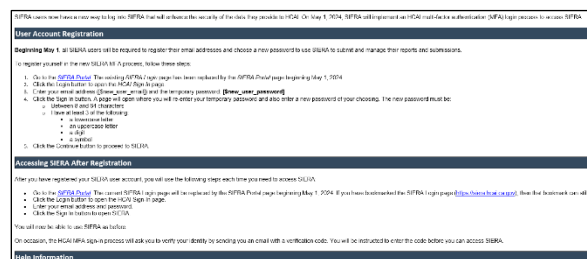 SIERA users now have a new way to log into SIERA that will enhance the security of the data they provide to HCAI. On May 1, 2024, SIERA will implement an HCAI multi-factor authentication (MFA) login process to access SIERA.
User Account Registration
Beginning May 1, all SIERA users will be required to register their email addresses and choose a new password to use SIERA to submit and manage their reports and submissions.
To register yourself in the new SIERA MFA process, follow these steps:
1. Go to the SIERA Portal. The existing SIERA Login page has been replaced by the SIERA Portal page beginning May 1, 2024
2. Click the Login button to open the HCAI Sign In page.
3. Enter your email address ([$new_user_email]) and the temporary password: [$new_user_password]
4. Click the Sign in button. A page will open where you will re-enter your temporary password and also enter a new password of your choosing. The new password must be:
o Between 8 and 64 characters
o Have at least 3 of the following:
▪ a lowercase letter
▪ an uppercase letter
▪ a digit
▪ a symbol
5. Click the Continue button to proceed to SIERA.
Accessing SIERA After Registration
After you have registered your SIERA user account, you will use the following steps each time you need to access SIERA:
• Go to the SIERA Portal. The current SIERA Login page will be replaced by the SIERA Portal page beginning May 1, 2024. If you have bookmarked the SIERA Login page (https://siera.hcai.ca.gov), then that bookmark can still
• Click the Login button to open the HCAI Sign In page.
• Enter your email address and password.
• Click the Sign in button to open SIERA.
You will now be able to use SIERA as before.
On occasion, the HCAI MFA sign-in process will ask you to verify your identity by sending you an email with a verification code. You will be instructed to enter the code before you can access SIERA.
Help Information